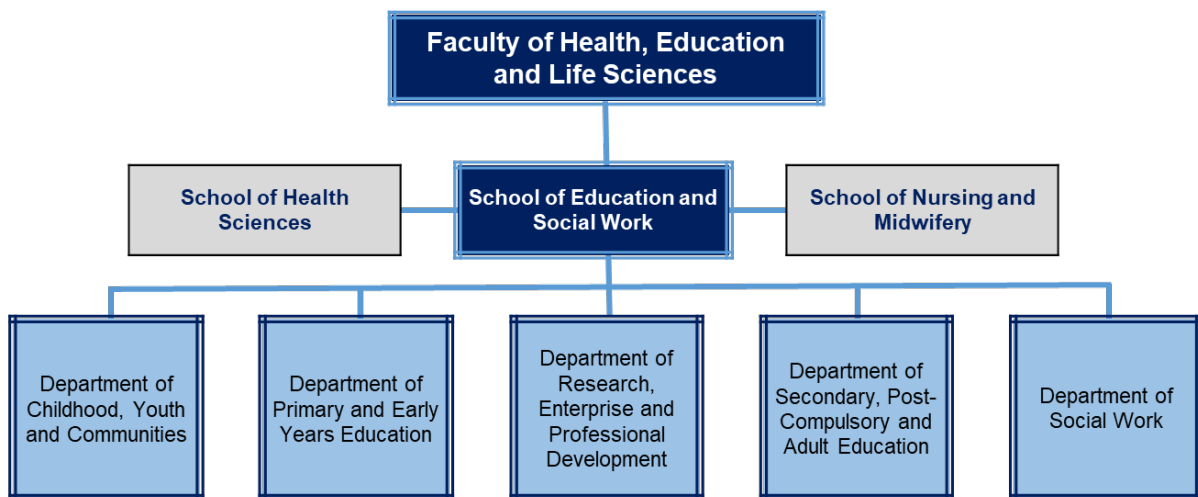 Faculty of Health, Education
and Life Sciences
School of Health
Sciences
School of Education and
Social Work
School of Nursing and
Midwifery
Department of
Childhood, Youth
and Communities
Department of
Primary and Early
Years Education
Department of
Research,
Enterprise and
Professional
Development
Department of
Secondary, Post-
Compulsory and
Adult Education
Department of
Social Work